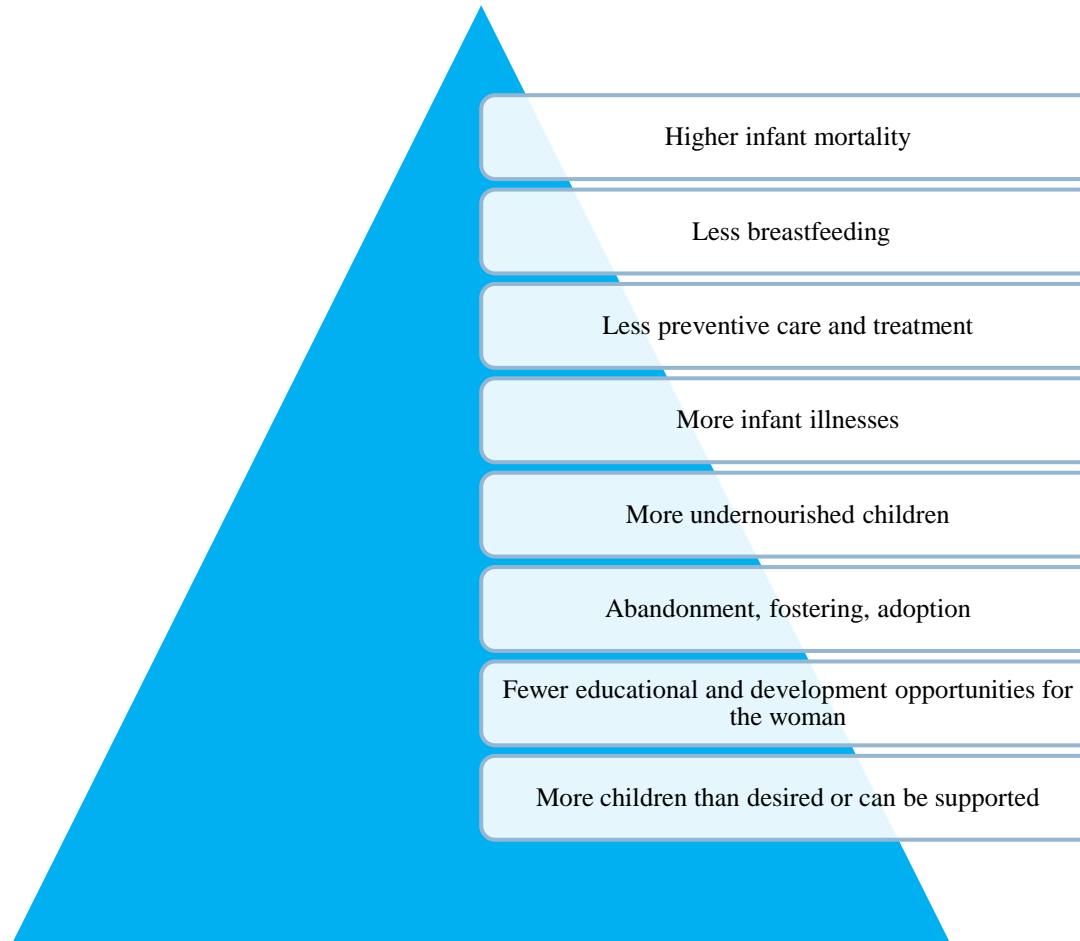 Higher infant mortality
Less breastfeeding
Less preventive care and treatment
More infant illnesses
More undernourished children
Abandonment, fostering, adoption
Fewer educational and development opportunities for
the woman
More children than desired or can be supported